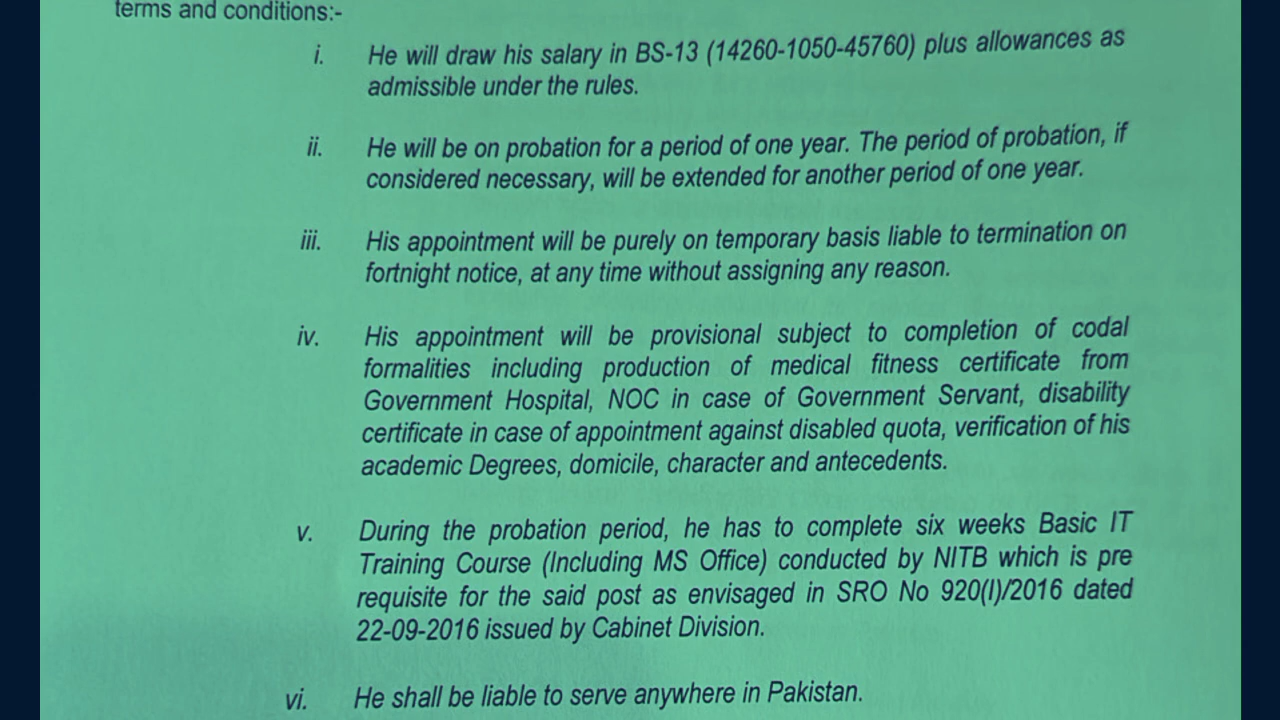 terms and conditions:-
i. He will draw his salary in BS-13 (14260-1050-45760) plus allowances as
admissible under the rules.
ii. He will be on probation for a period of one year. The period of probation, if
considered necessary, will be extended for another period of one year.
iii. His appointment will be purely on temporary basis liable to termination on
fortnight notice, at any time without assigning any reason.
iv. His appointment will be provisional subject to completion of codal
formalities including production of medical fitness certificate from
Government Hospital, NOC in case of Government Servant, disability
certificate in case of appointment against disabled quota, verification of his
academic Degrees, domicile, character and antecedents.
v. During the probation period, he has to complete six weeks Basic IT
Training Course (Including MS Office) conducted by NITB which is pre
requisite for the said post as envisaged in SRO No 920(I)/2016 dated
22-09-2016 issued by Cabinet Division.
vi. He shall be liable to serve anywhere in Pakistan.